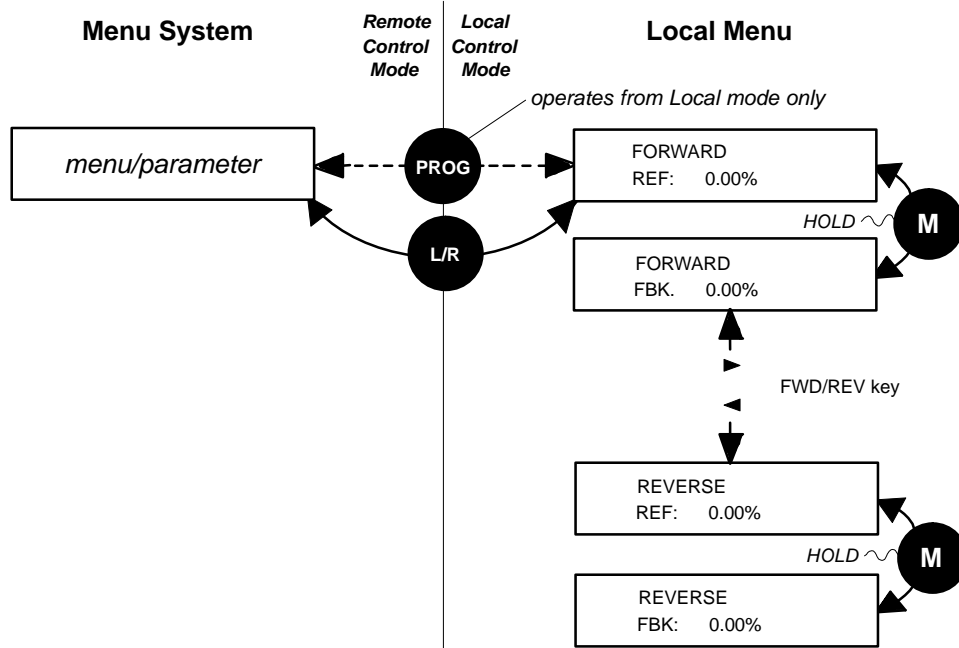 Menu System
Remote
Control
Mode
Local
Control
Mode
Local Menu
operates from Local mode only
menu/parameter
PROG
FORWARD
REF: 0.00%
HOLD
M
L/R
FORWARD
FBK. 0.00%
FWD/REV key
REVERSE
REF: 0.00%
HOLD
M
REVERSE
FBK: 0.00%